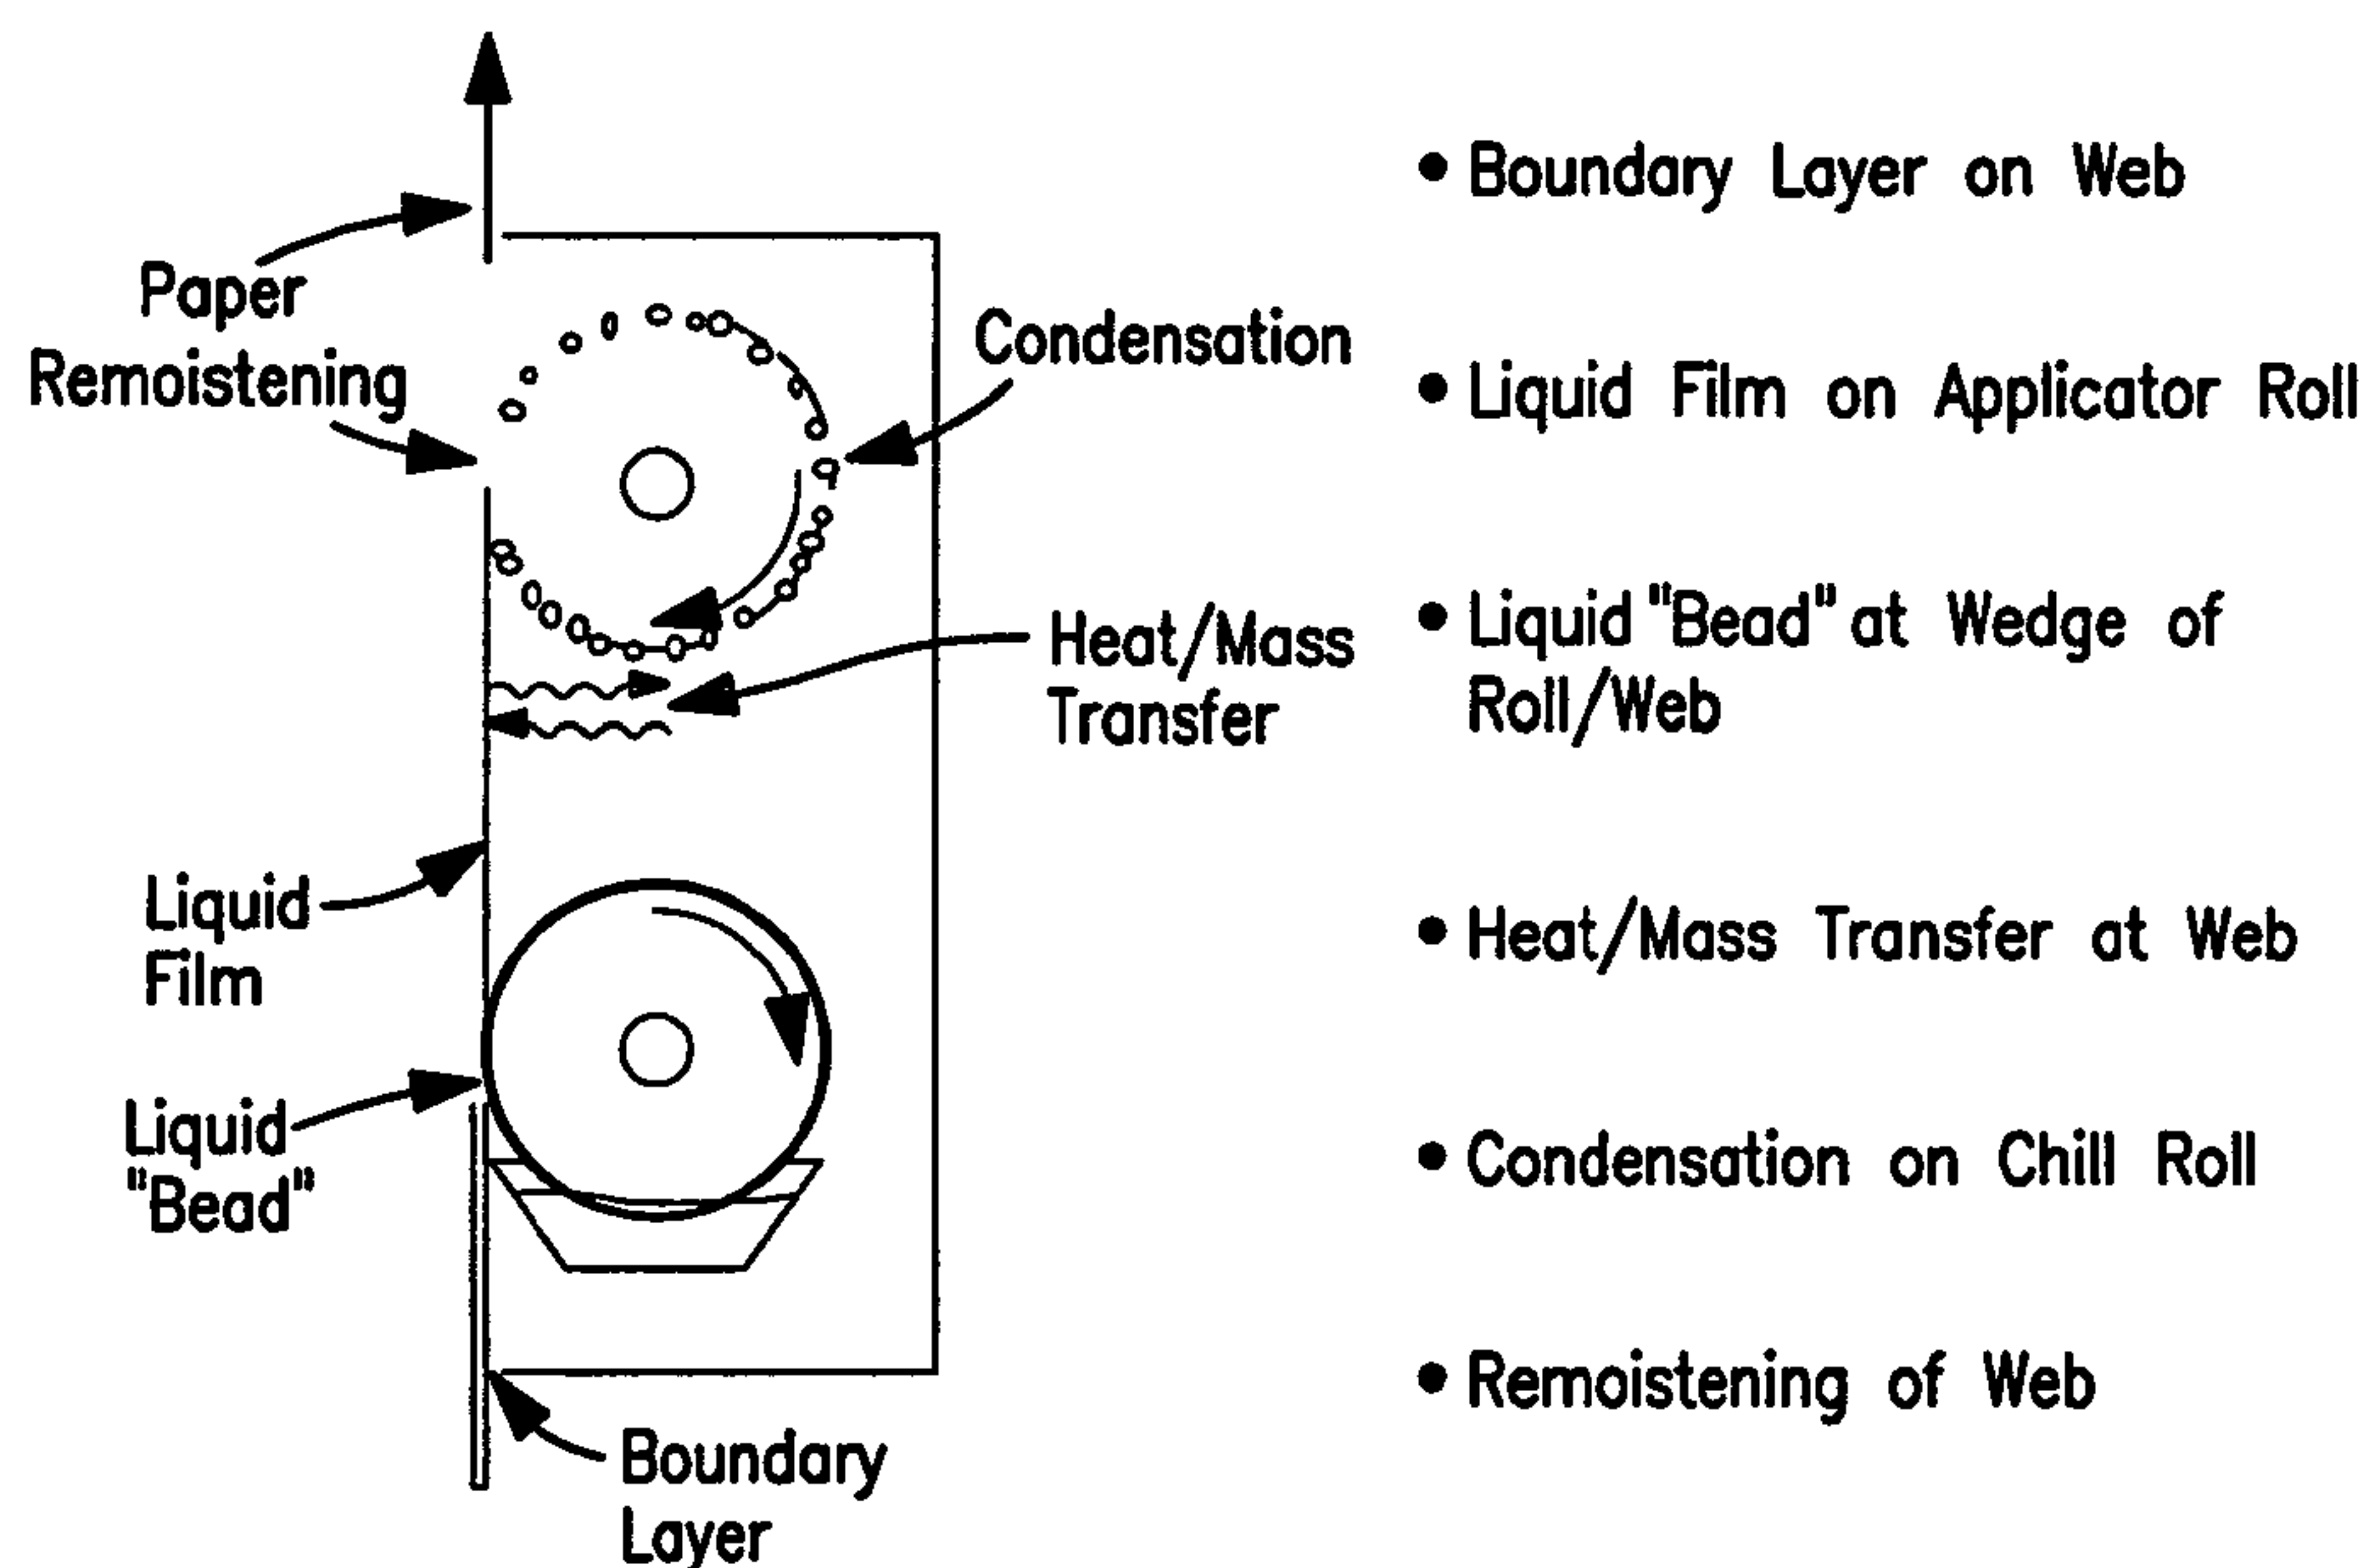 Paper
Remoistening
Condensation
Heat/Mass
Transfer
Liquid
Film
Liquid
"Bead"
Boundary
Layer
• Boundary Layer on Web
• Liquid Film on Applicator Roll
• Liquid "Bead" at Wedge of
Roll/Web
• Heat/Mass Transfer at Web
• Condensation on Chill Roll
• Remoistening of Web